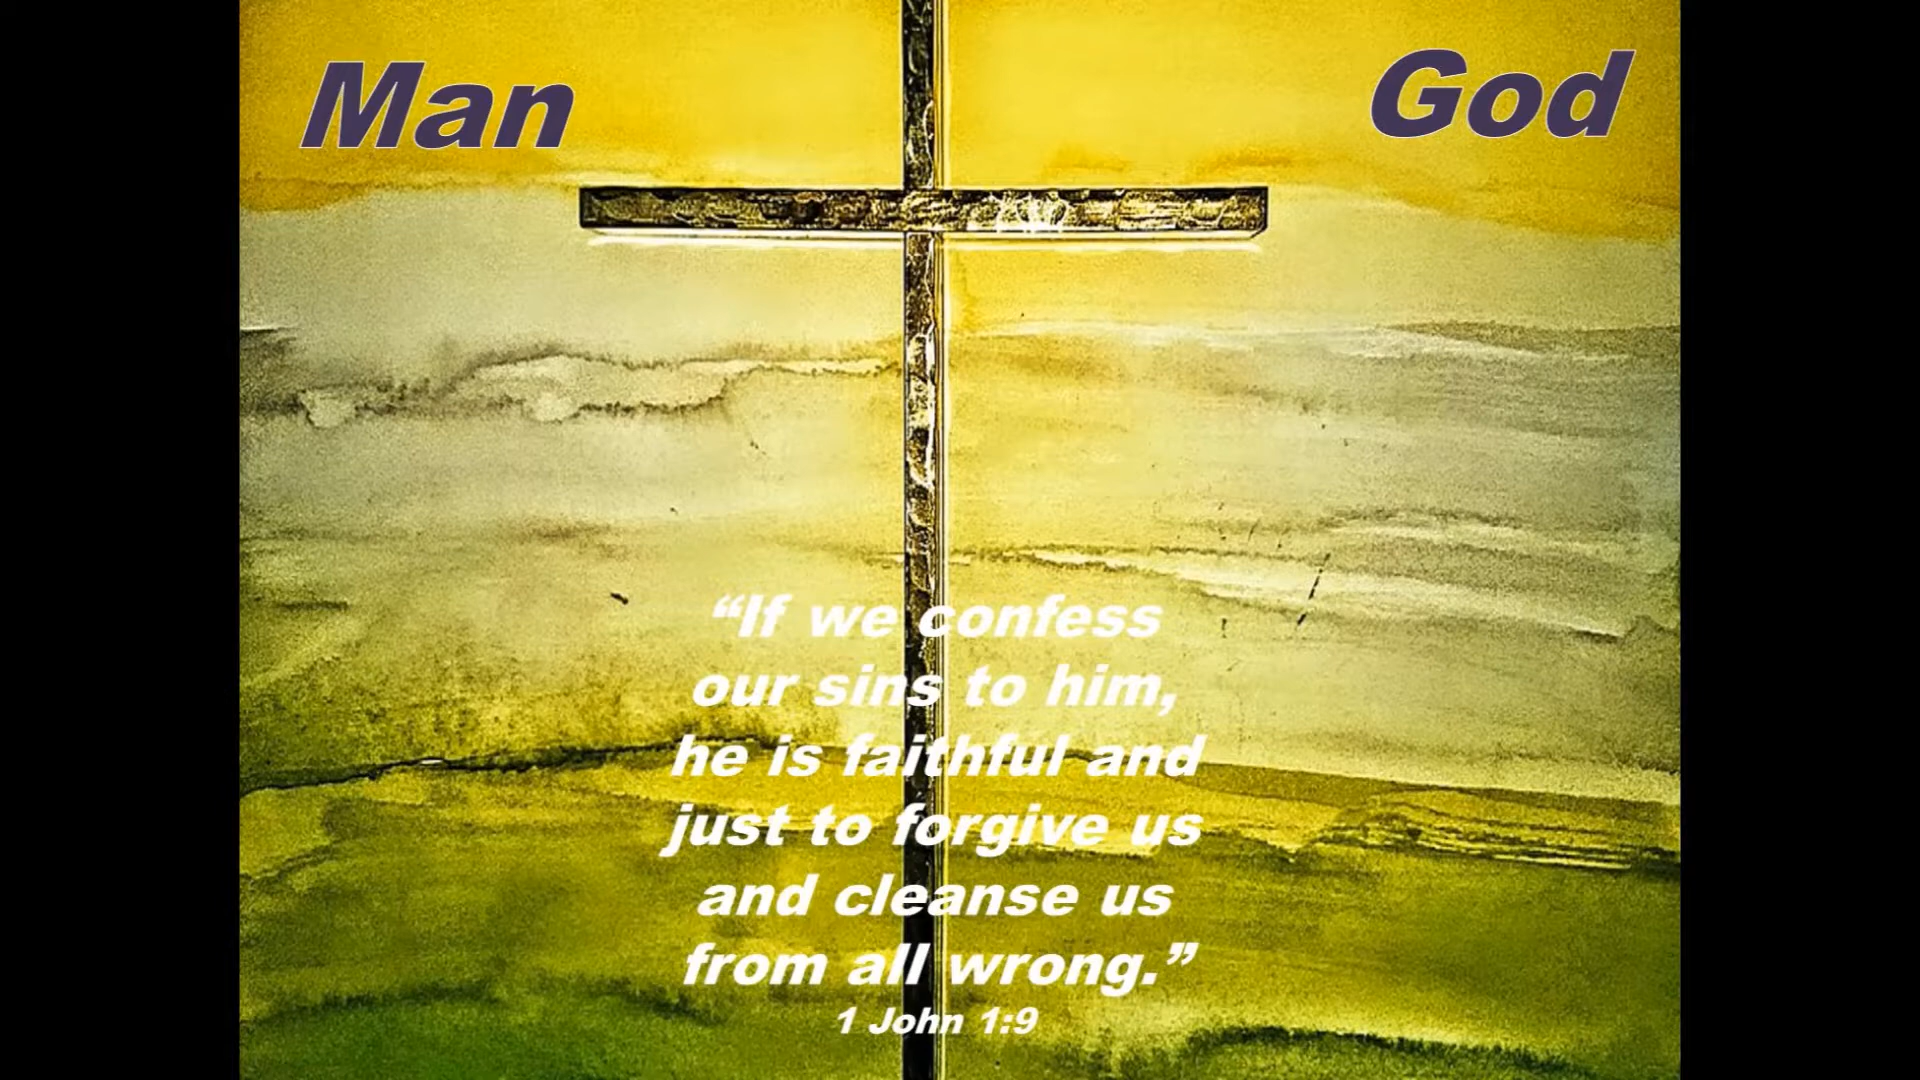 Man
God
“If we confess
our sins to him,
he is faithful and
just to forgive us
and cleanse us
from all wrong.”
1 John 1:9